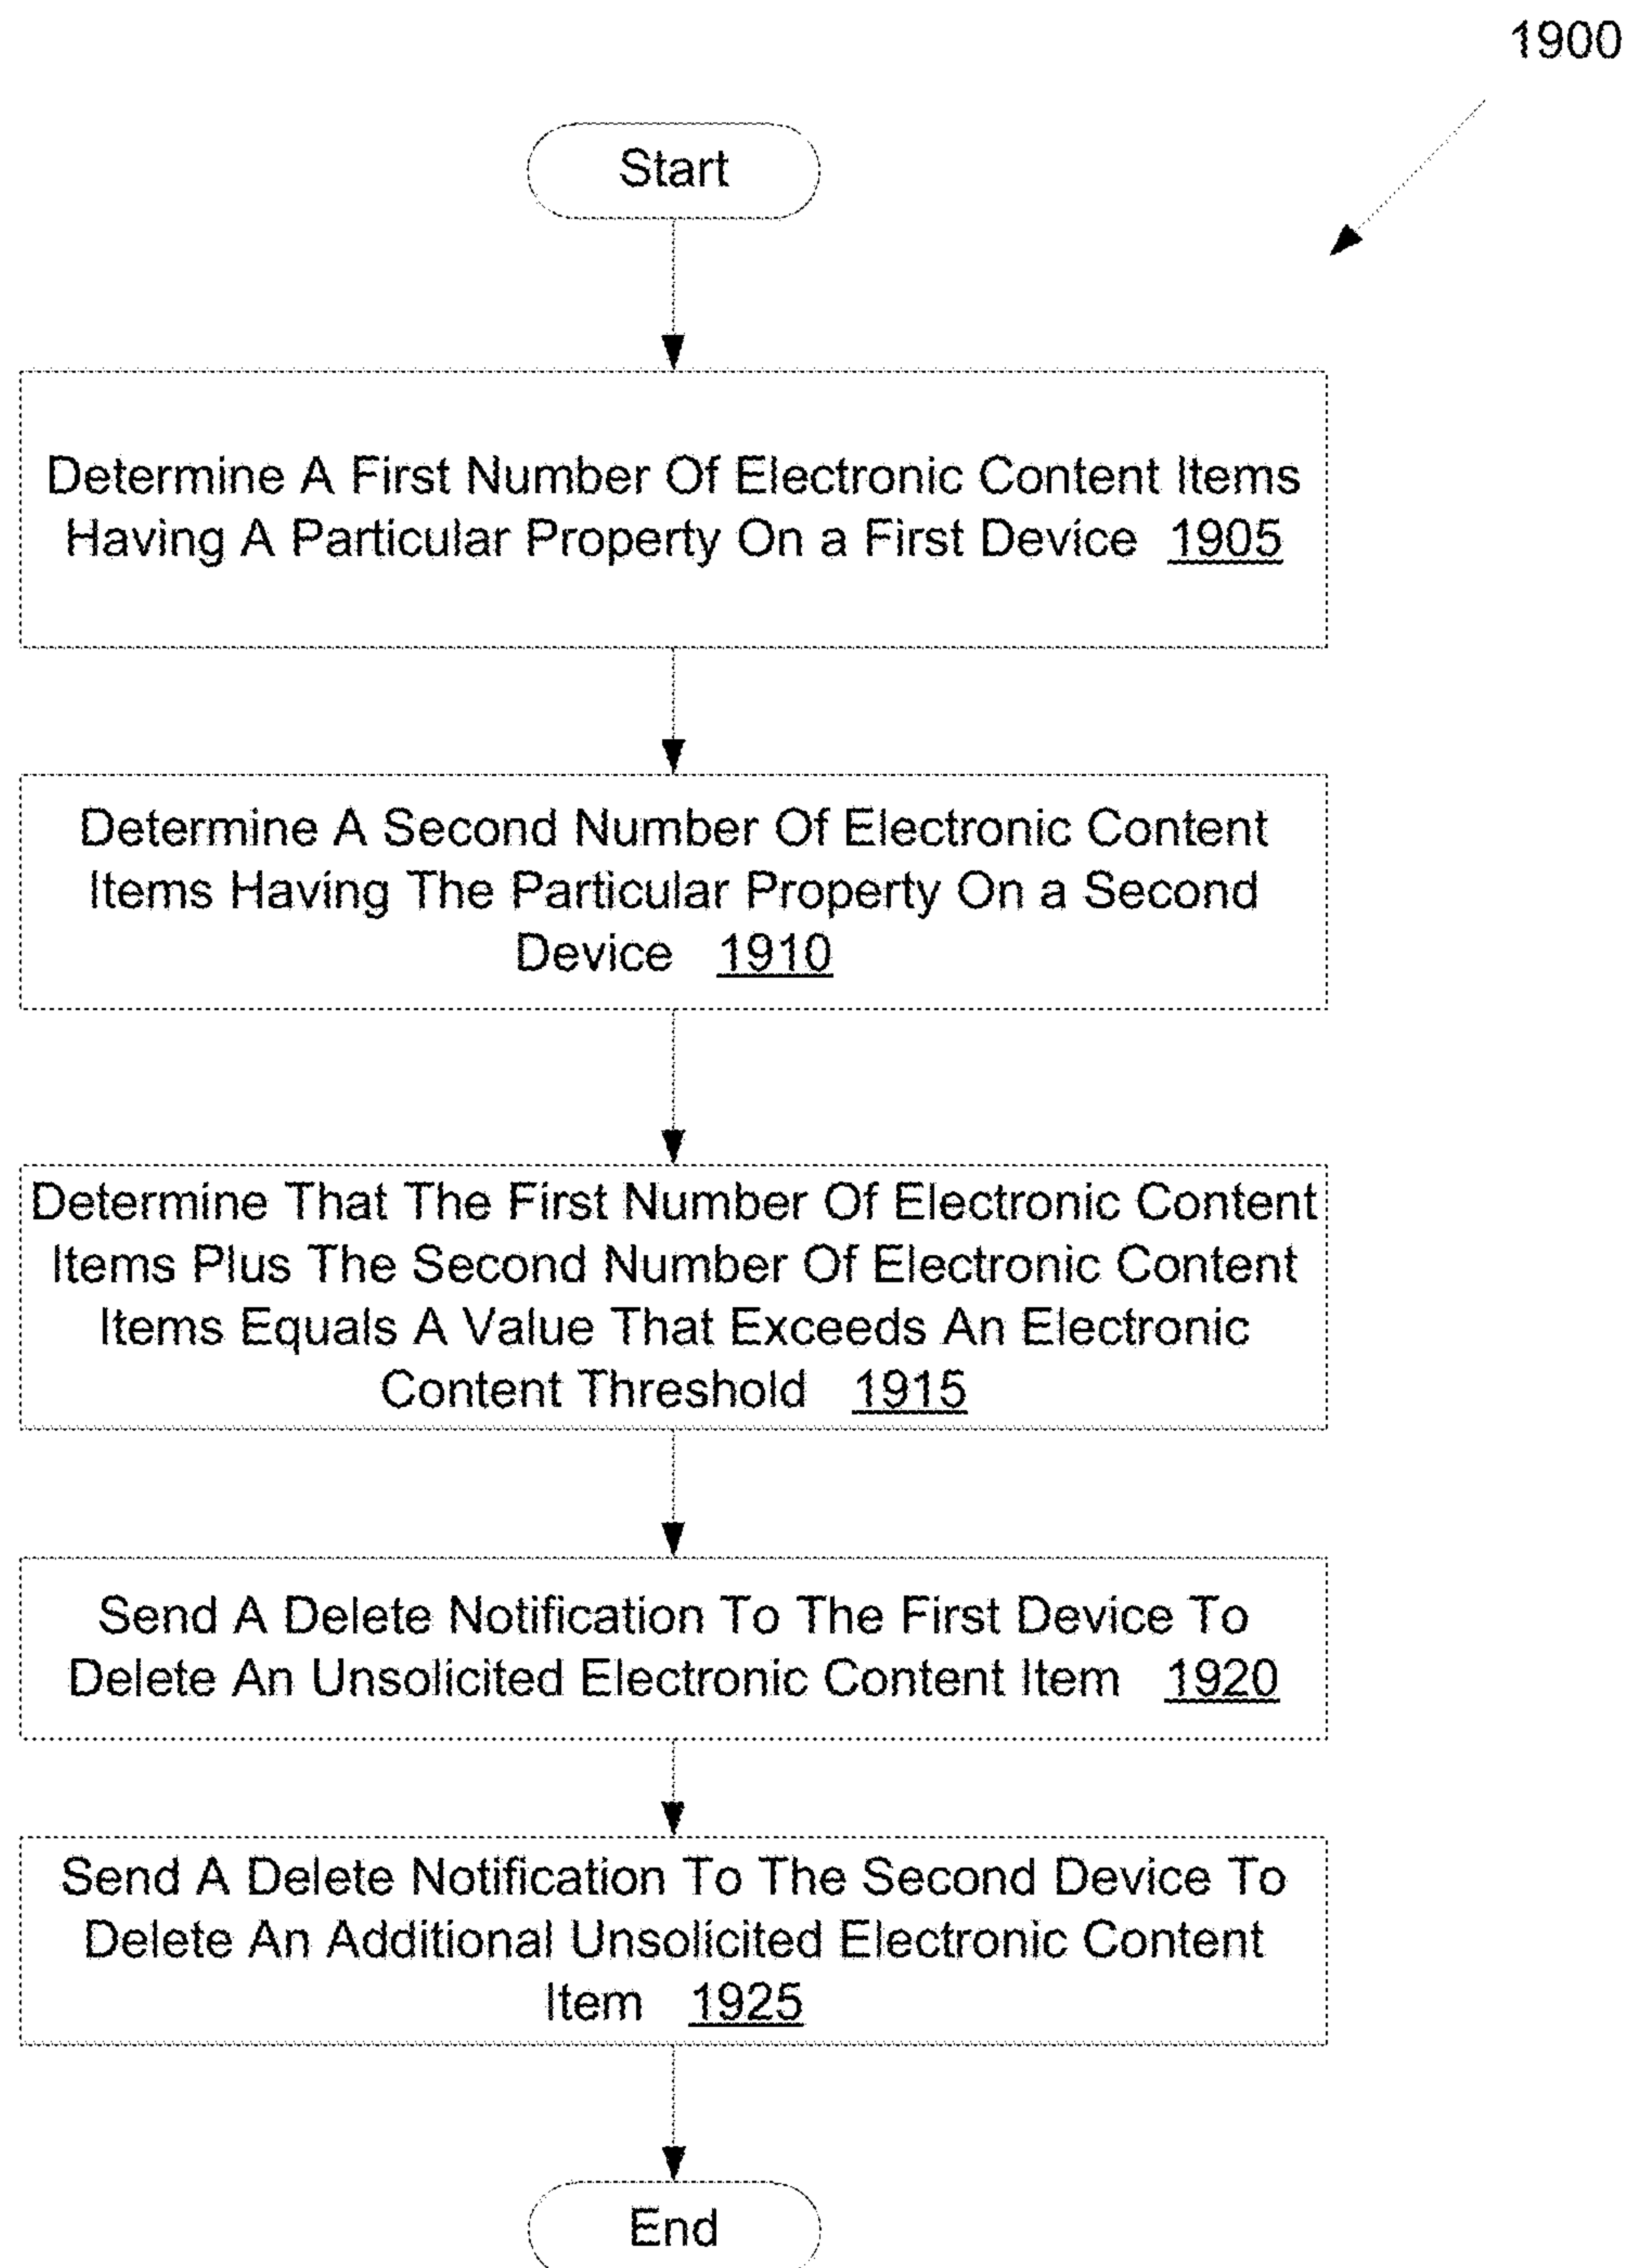 1900
Start
Determine A First Number Of Electronic Content Items
Having A Particular Property On a First Device 1905
Determine A Second Number Of Electronic Content
Items Having The Particular Property On a Second
Device 1910
Determine That The First Number Of Electronic Content
Items Plus The Second Number Of Electronic Content
Items Equals A Value That Exceeds An Electronic
Content Threshold 1915
Send A Delete Notification To The First Device To
Delete An Unsolicited Electronic Content Item 1920
Send A Delete Notification To The Second Device To
Delete An Additional Unsolicited Electronic Content
Item 1925
End